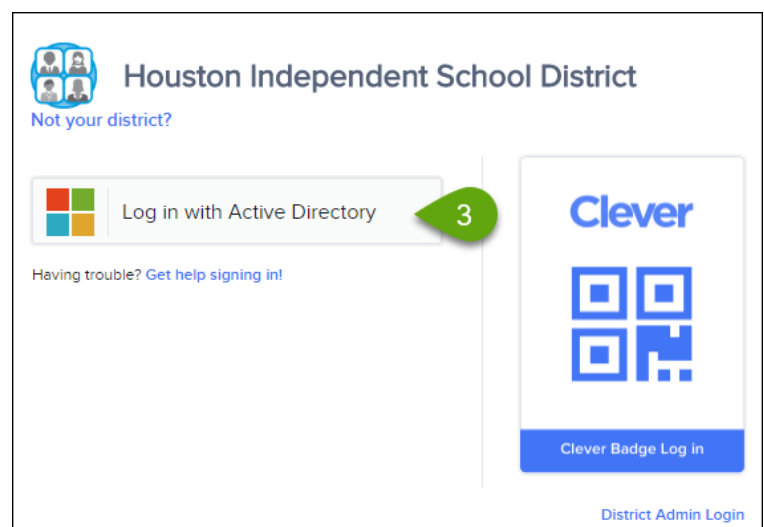 Houston Independent School District
Not your district?
Log in with Active Directory
3
Having trouble? Get help signing in!
Clever
Clever Badge Log in
District Admin Login